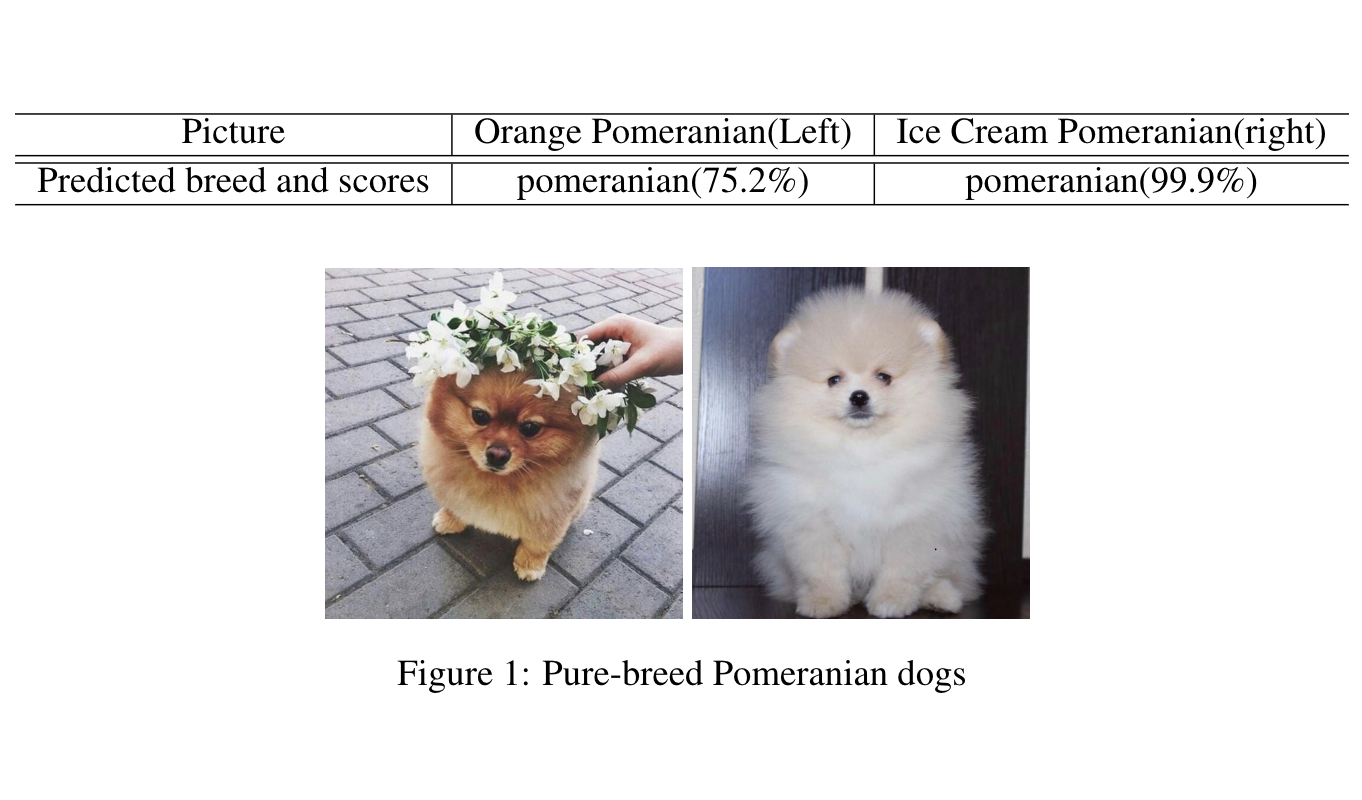 Picture Orange Pomeranian(Left) Ice Cream Pomeranian(right)
Predicted breed and scores pomeranian(75.2%) pomeranian(99.9%)
Figure 1: Pure-breed Pomeranian dogs